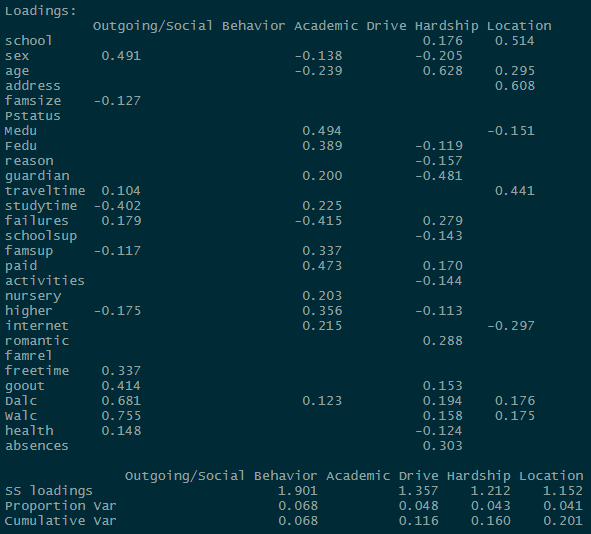 Loadings:
           Outgoing/Social Behavior Academic Drive Hardship Location
school                                              0.176    0.514
sex         0.491                   -0.138         -0.205
age                                 -0.239          0.628    0.295
address                                                      0.608
famsize    -0.127
Pstatus
Medu                                 0.494                  -0.151
Fedu                                 0.389         -0.119
reason                                             -0.157
guardian                             0.200         -0.481
traveltime  0.104                                            0.441
studytime  -0.402                    0.225
failures    0.179                   -0.415          0.279
schoolsup                                          -0.143
famsup     -0.117                    0.337
paid                                 0.473          0.170
activities                                         -0.144
nursery                              0.203
higher     -0.175                    0.356         -0.113
internet                             0.215                  -0.297
romantic                                            0.288
famrel
freetime    0.337
goout       0.414                                   0.153
Dalc        0.681                    0.123          0.194    0.176
Walc        0.755                                   0.158    0.175
health      0.148                                  -0.124
absences                                            0.303

               Outgoing/Social Behavior Academic Drive Hardship Location
SS loadings                       1.901          1.357    1.212    1.152
Proportion Var                    0.068          0.048    0.043    0.041
Cumulative Var                    0.068          0.116    0.160    0.201